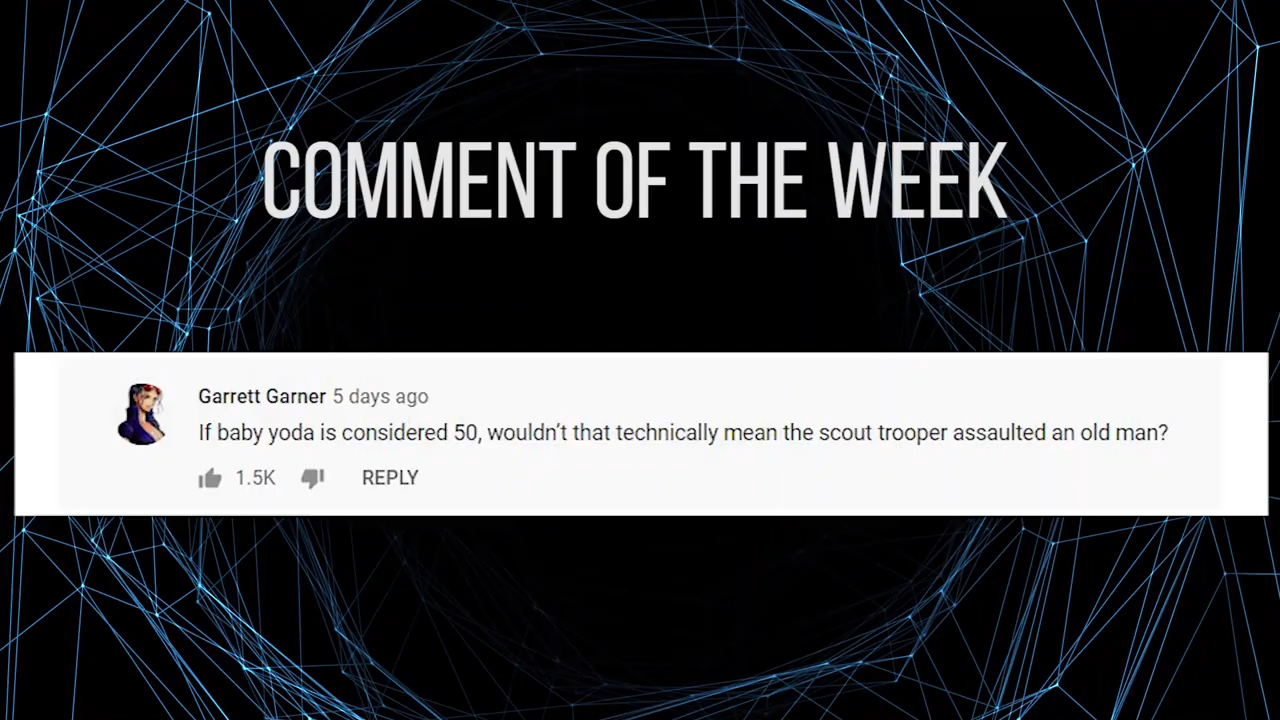 COMMENT OF THE WEEK
Garrett Garner 5 days ago
If baby yoda is considered 50, wouldn’t that technically mean the scout trooper assaulted an old man?
1.5K REPLY